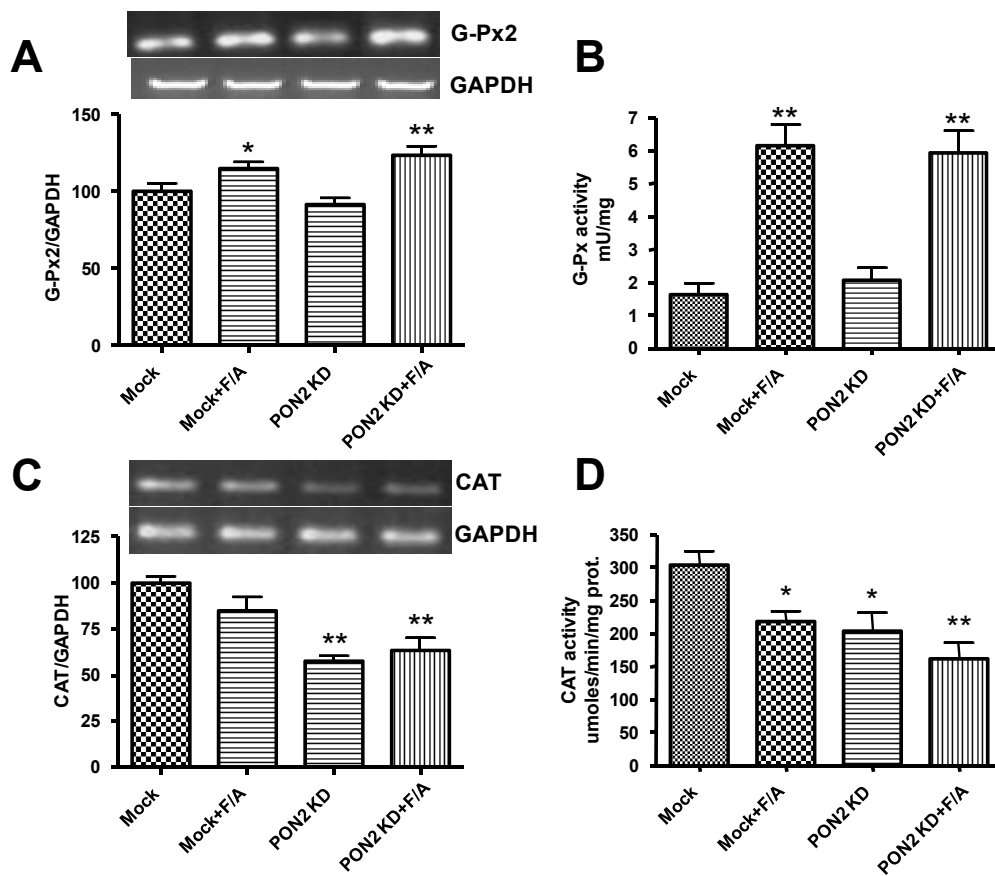 A
G-Px2
GAPDH
G-Px2/GAPDH
150
100
50
0
*
**
Mock
Mock+F/A
PON2 KD
PON2 KD+F/A
B
G-Px activity
mU/mg
7
6
5
4
3
2
1
0
**
**
Mock
Mock+F/A
PON2 KD
PON2 KD+F/A
C
CAT
GAPDH
CAT/GAPDH
125
100
75
50
25
0
**
**
Mock
Mock+F/A
PON2 KD
PON2 KD+F/A
D
CAT activity
umoles/min/mg prot.
350
300
250
200
150
100
50
0
*
*
**
Mock
Mock+F/A
PON2 KD
PON2 KD+F/A